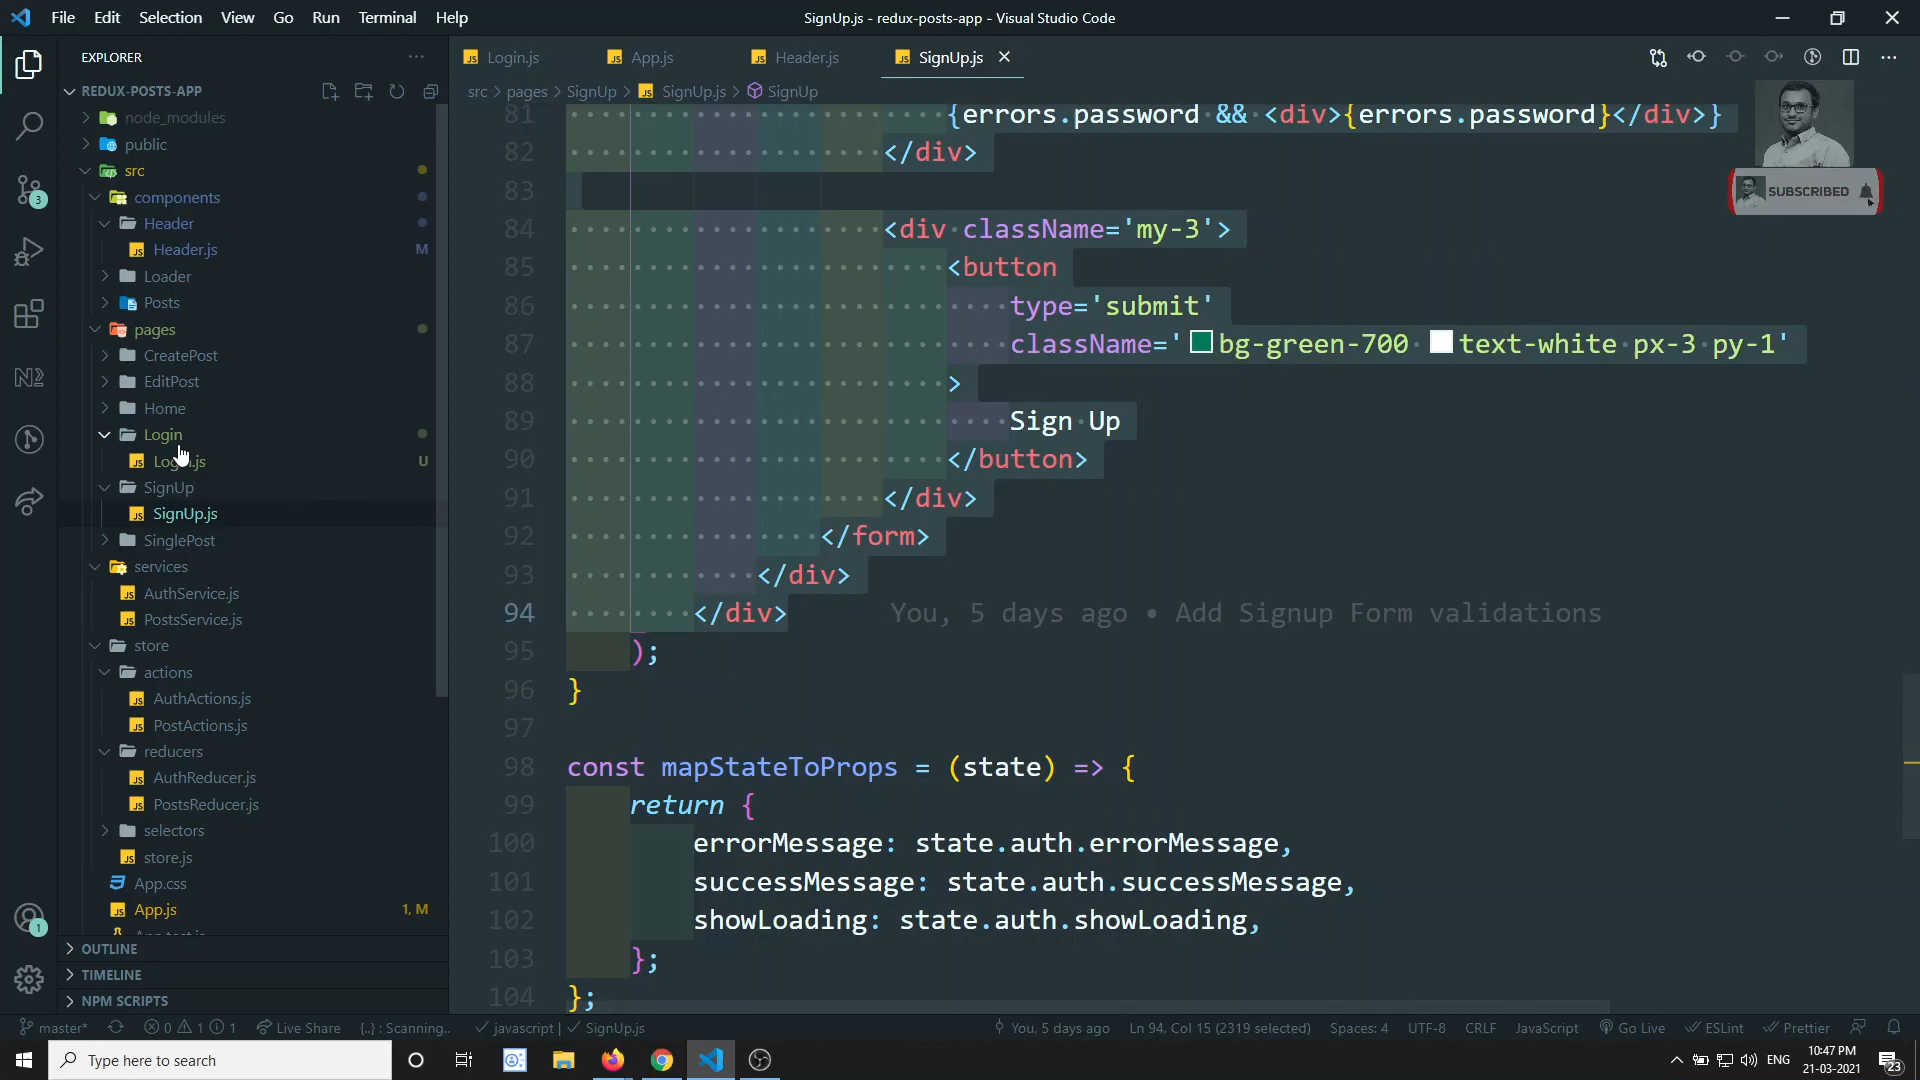 File Edit Selection View Go Run Terminal Help
SignUp.js - redux-posts-app - Visual Studio Code
EXPLORER
REDUX-POSTS-APP
node_modules
public
src
components
Header
Header.js M
Loader
Posts
pages
CreatePost
EditPost
Home
Login
Login.js U
SignUp
SignUp.js
SinglePost
services
AuthService.js
PostsService.js
store
actions
AuthActions.js
PostActions.js
reducers
AuthReducer.js
PostsReducer.js
selectors
store.js
App.css
App.js 1, M
OUTLINE
TIMELINE
NPM SCRIPTS
3
1
Login.js App.js Header.js SignUp.js
src > pages > SignUp > SignUp.js > SignUp
SUBSCRIBED
81 {errors.password && <div>{errors.password}</div>}
82 </div>
83
84 <div className='my-3'>
85 <button
86 type='submit'
87 className='bg-green-700 text-white px-3 py-1'
88 >
89 Sign Up
90 </button>
91 </div>
92 </form>
93 </div>
94 </div> You, 5 days ago • Add Signup Form validations
95 );
96 }
97
98 const mapStateToProps = (state) => {
99 return {
100 errorMessage: state.auth.errorMessage,
101 successMessage: state.auth.successMessage,
102 showLoading: state.auth.showLoading,
103 };
104 };
master* 0 1 1 Live Share {..} : Scanning.. javascript | SignUp.js You, 5 days ago Ln 94, Col 15 (2319 selected) Spaces: 4 UTF-8 CRLF JavaScript Go Live ESLint Prettier
Type here to search
ENG
10:47 PM
21-03-2021
23